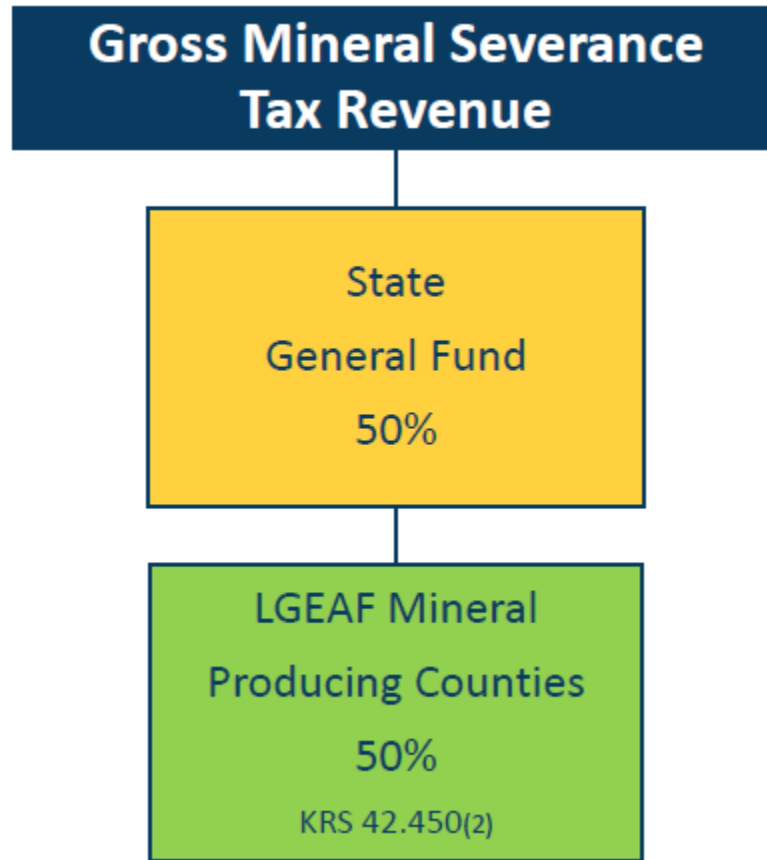 Gross Mineral Severance
Tax Revenue
State
General Fund
50%
LGEAF Mineral
Producing Counties
50%
KRS 42.450(2)